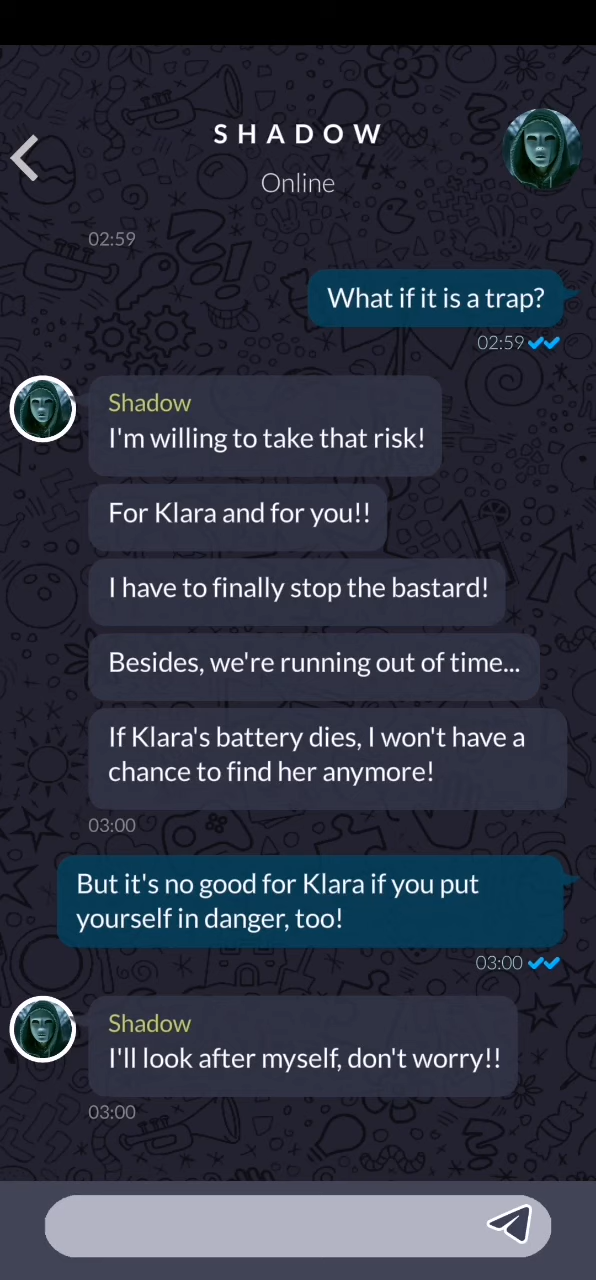 SHADOW
Online
02:59
What if it is a trap?
02:59
Shadow
I'm willing to take that risk!
For Klara and for you!!
I have to finally stop the bastard!
Besides, we're running out of time...
If Klara's battery dies, I won't have a
chance to find her anymore!
03:00
But it's no good for Klara if you put
yourself in danger, too!
03:00
Shadow
I'll look after myself, don't worry!!
03:00